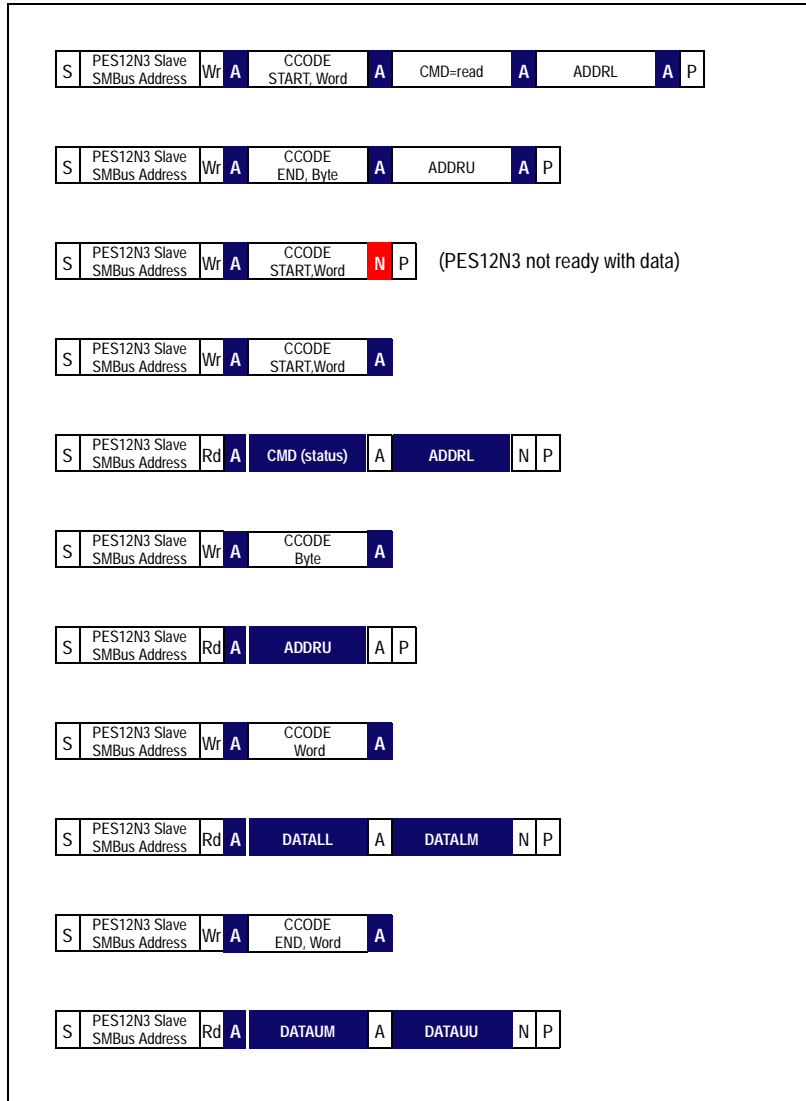 S PES12N3 Slave SMBus Address Wr A CCODE START, Word A CMD=read A ADDRL A P
S PES12N3 Slave SMBus Address Wr A CCODE END, Byte A ADDRU A P
S PES12N3 Slave SMBus Address Wr A CCODE START,Word N P (PES12N3 not ready with data)
S PES12N3 Slave SMBus Address Wr A CCODE START,Word A
S PES12N3 Slave SMBus Address Rd A CMD (status) A ADDRL N P
S PES12N3 Slave SMBus Address Wr A CCODE Byte A
S PES12N3 Slave SMBus Address Rd A ADDRU A P
S PES12N3 Slave SMBus Address Wr A CCODE Word A
S PES12N3 Slave SMBus Address Rd A DATALL A DATALM N P
S PES12N3 Slave SMBus Address Wr A CCODE END, Word A
S PES12N3 Slave SMBus Address Rd A DATAUM A DATAUU N P